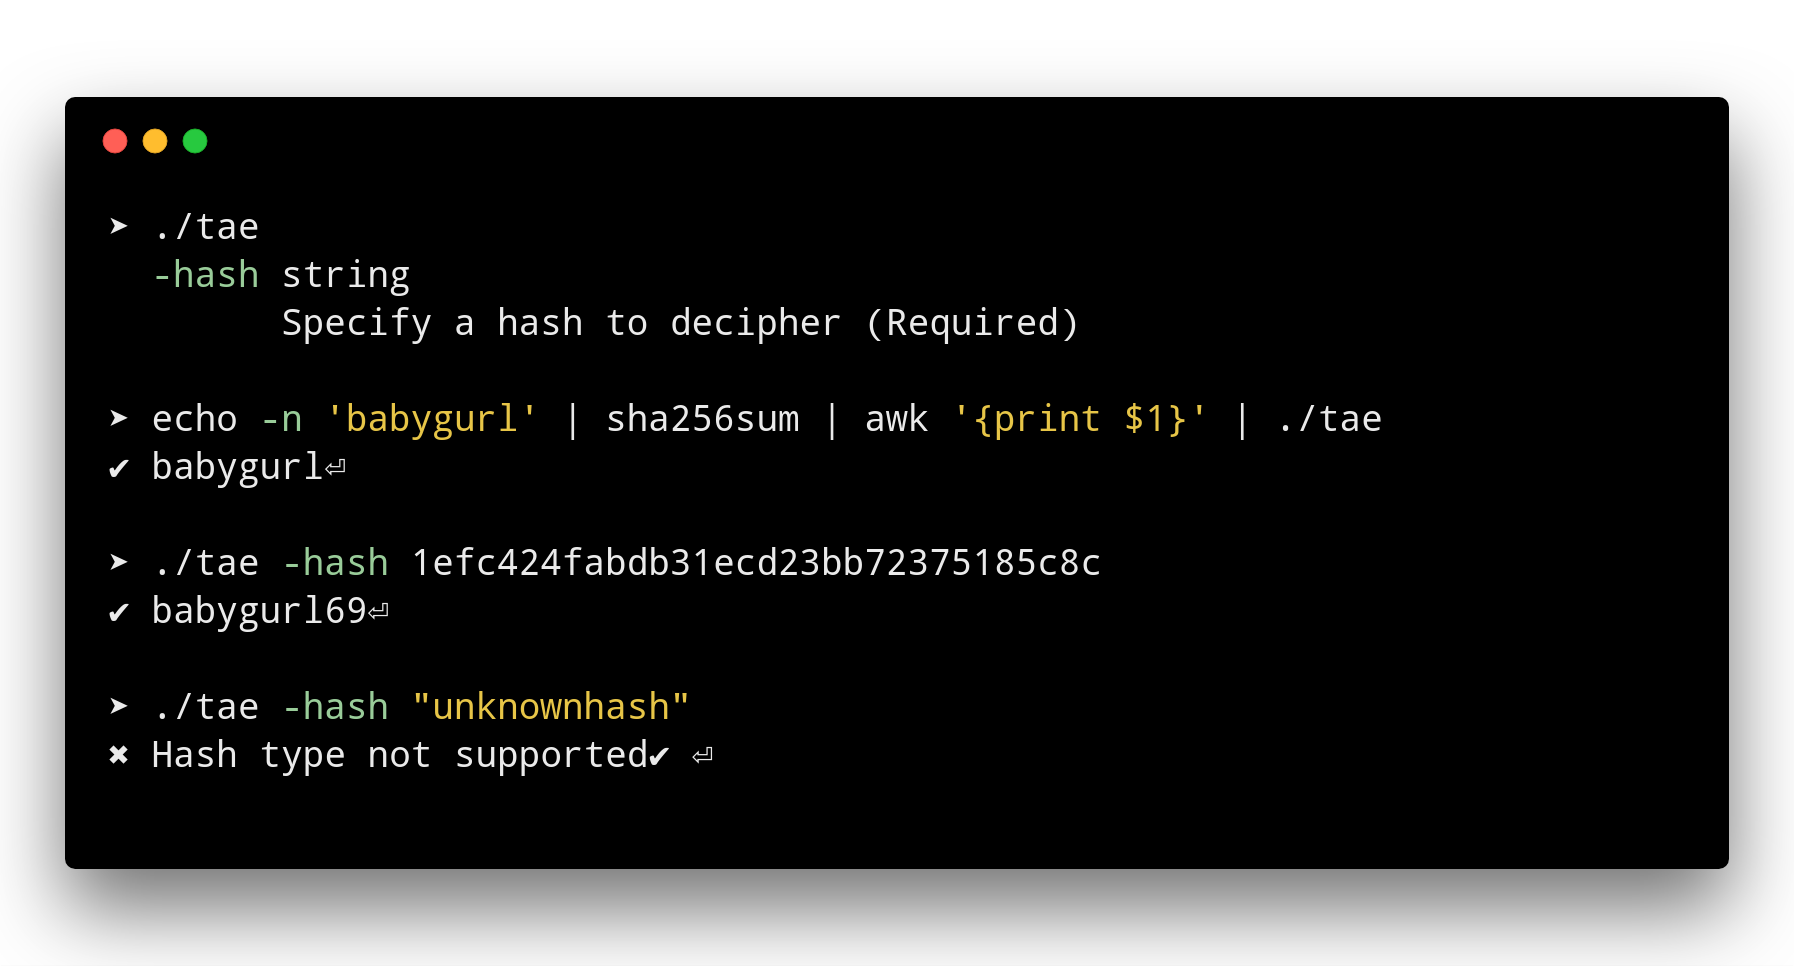 ➤ ./tae
  -hash string
        Specify a hash to decipher (Required)
➤ echo -n 'babygurl' | sha256sum | awk '{print $1}' | ./tae
✔ babygurl⏎
➤ ./tae -hash 1efc424fabdb31ecd23bb72375185c8c
✔ babygurl69⏎
➤ ./tae -hash "unknownhash"
✖ Hash type not supported✔ ⏎